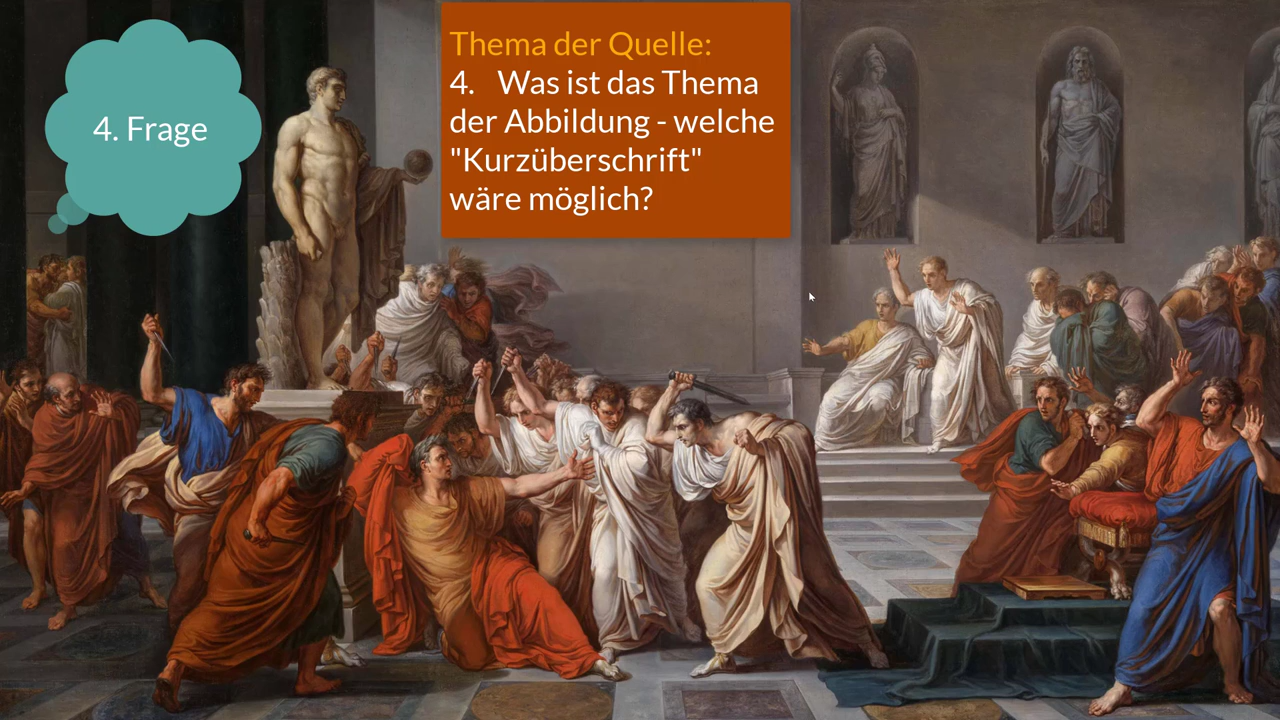 4. Frage
Thema der Quelle:
4. Was ist das Thema
der Abbildung - welche
"Kurzüberschrift"
wäre möglich?